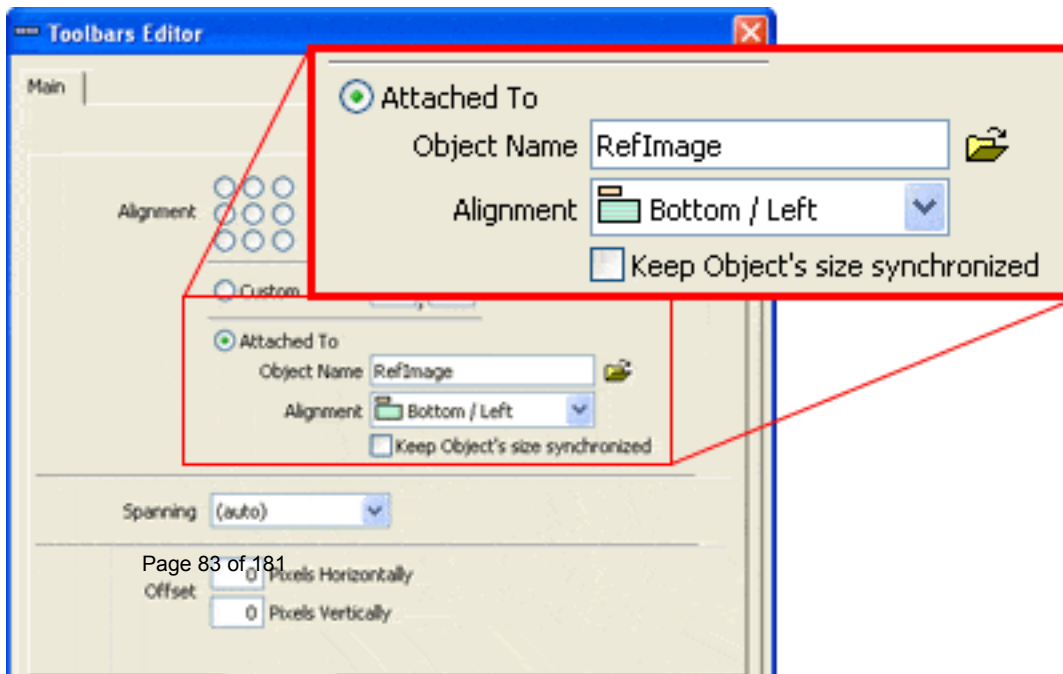 Toolbars Editor
Main
Attached To
Object Name RefImage
Alignment Bottom / Left
Keep Object's size synchronized
Alignment
Custom
Attached To
Object Name RefImage
Alignment Bottom / Left
Keep Object's size synchronized
Spanning (auto)
Page 83 of 181
Offset 0 Pixels Horizontally
0 Pixels Vertically